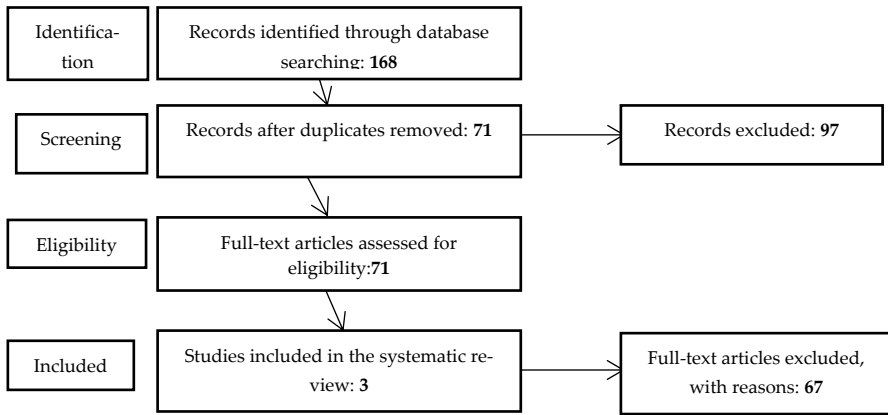 Identifica-
tion
Records identified through database
searching: 168
Screening
Records after duplicates removed: 71
Records excluded: 97
Eligibility
Full-text articles assessed for
eligibility:71
Included
Studies included in the systematic re-
view: 3
Full-text articles excluded,
with reasons: 67